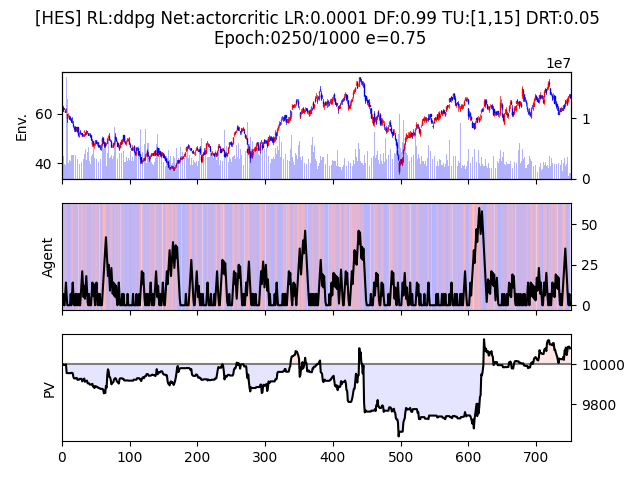 [HES] RL:ddpg Net:actorcritic LR:0.0001 DF:0.99 TU:[1,15] DRT:0.05
Epoch:0250/1000 e=0.75
1e7
Env.
60
40
1
0
Agent
50
25
0
PV
10000
9800
0 100 200 300 400 500 600 700